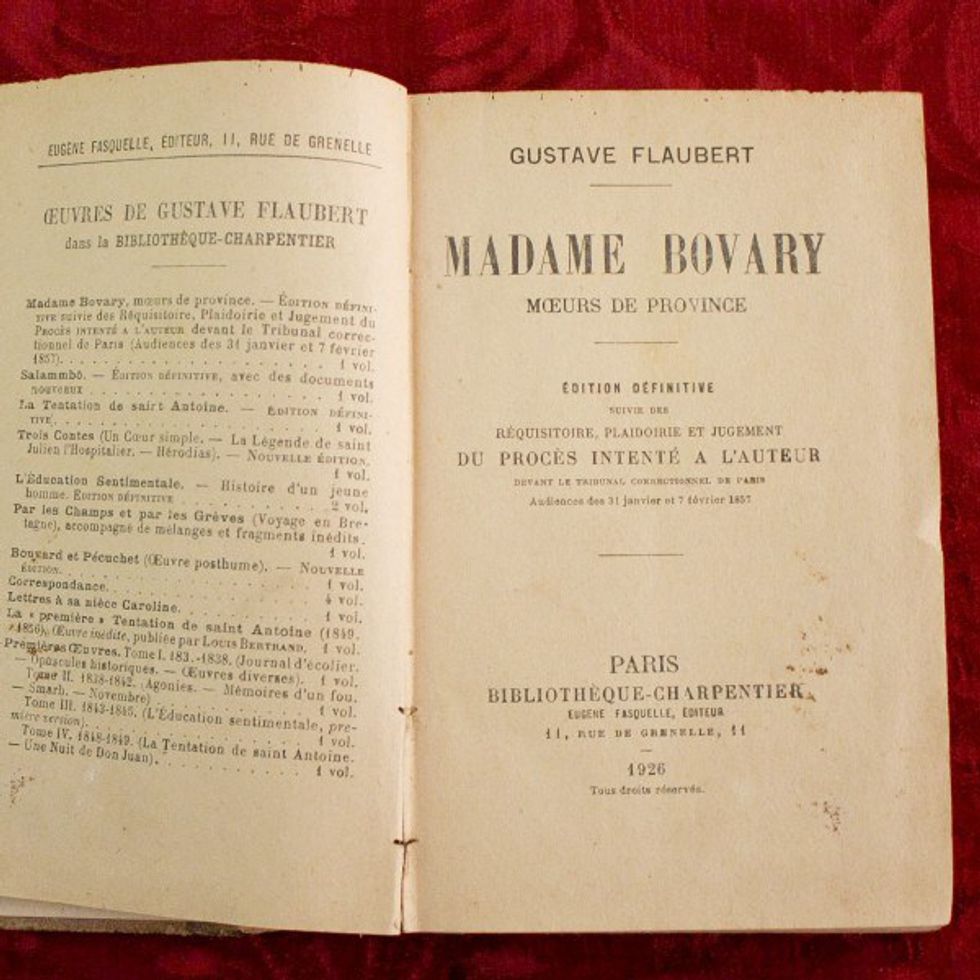 EUGÈNE FASQUELLE, ÉDITEUR, 11, RUE DE GRENELLE
ŒUVRES DE GUSTAVE FLAUBERT
dans la BIBLIOTHÈQUE-CHARPENTIER
Madame Bovary, mœurs de province. — ÉDITION DÉFINI-
TIVE suivie des Réquisitoire, Plaidoirie et Jugement du
PROCÈS INTENTÉ A L'AUTEUR devant le Tribunal correc-
tionnel de Paris (Audiences des 31 janvier et 7 février
1857). . . . . . . . . . . . . . . . . . 1 vol.
Salammbô. — ÉDITION DÉFINITIVE, avec des documents
nouveaux . . . . . . . . . . . . . . . . 1 vol.
La Tentation de saint Antoine. — ÉDITION DÉFINI-
TIVE. . . . . . . . . . . . . . . . . . 1 vol.
Trois Contes (Un Cœur simple. — La Légende de saint
Julien l'Hospitalier. — Hérodias). — NOUVELLE ÉDITION.
1 vol.
L'Éducation Sentimentale. — Histoire d'un jeune
homme. ÉDITION DÉFINITIVE . . . . . . . . 2 vol.
Par les Champs et par les Grèves (Voyage en Bre-
tagne), accompagné de mélanges et fragments inédits.
1 vol.
Bouvard et Pécuchet (Œuvre posthume). — NOUVELLE
ÉDITION. . . . . . . . . . . . . . . . . 1 vol.
Correspondance. . . . . . . . . . . . . . 4 vol.
Lettres à sa nièce Caroline. . . . . . . . . 1 vol.
La « première » Tentation de saint Antoine (1849-
1856), Œuvre inédite, publiée par LOUIS BERTRAND. 1 vol.
Premières Œuvres. Tome I. 183.-1838. (Journal d'écolier.
— Opuscules historiques. — Œuvres diverses). 1 vol.
Tome II. 1838-1842. (Agonies. — Mémoires d'un fou.
— Smarh. — Novembre) . . . . . . . . . 1 vol.
Tome III. 1843-1845. (L'Éducation sentimentale, pre-
mière version). . . . . . . . . . . . . . 1 vol.
Tome IV. 1848-1849. (La Tentation de saint Antoine.
— Une Nuit de Don Juan). . . . . . . . . . 1 vol.
GUSTAVE FLAUBERT
MADAME BOVARY
MŒURS DE PROVINCE
ÉDITION DÉFINITIVE
SUIVIE DES
RÉQUISITOIRE, PLAIDOIRIE ET JUGEMENT
DU PROCÈS INTENTÉ A L'AUTEUR
DEVANT LE TRIBUNAL CORRECTIONNEL DE PARIS
Audiences des 31 janvier et 7 février 1857
PARIS
BIBLIOTHÈQUE-CHARPENTIER
EUGÈNE FASQUELLE, ÉDITEUR
11, RUE DE GRENELLE, 11
1926
Tous droits réservés.